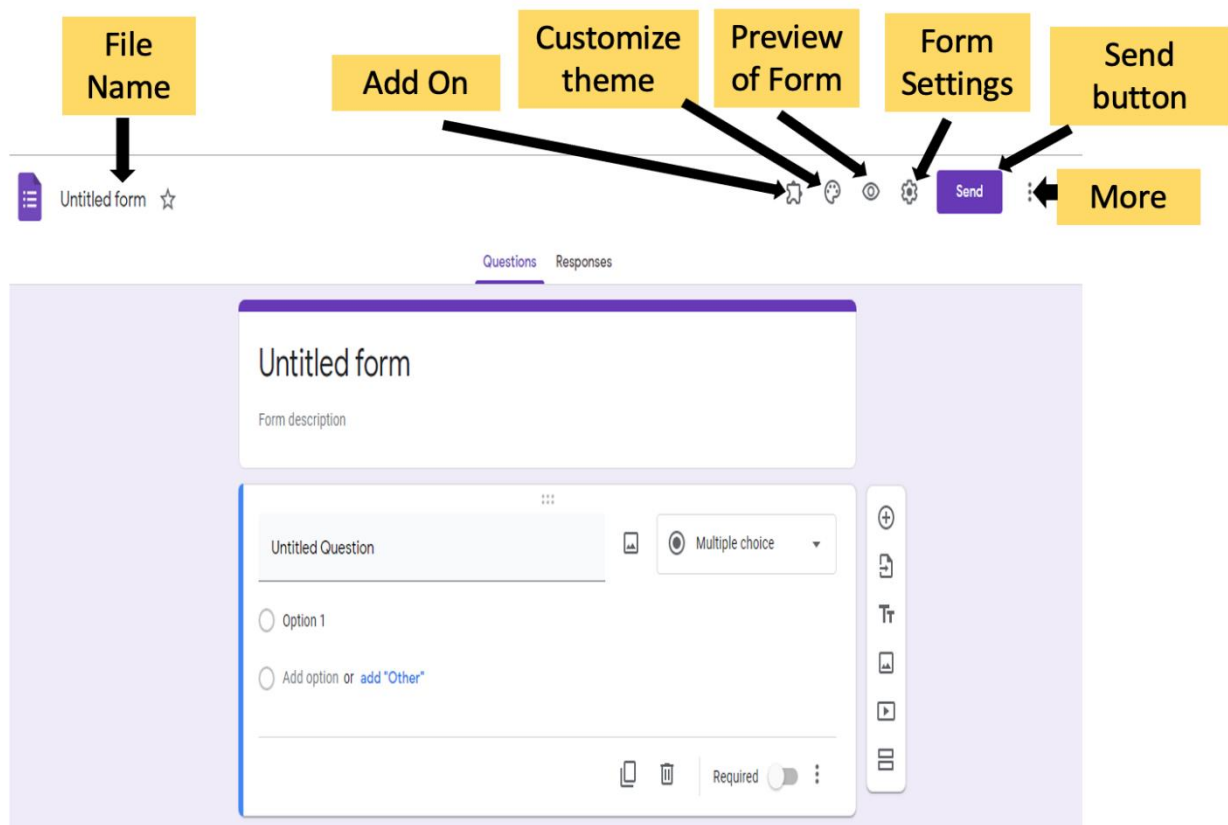 File
Name
Add On
Customize
theme
Preview
of Form
Form
Settings
Send
button
Untitled form
Send
More
Questions Responses
Untitled form
Form description
Untitled Question
Multiple choice
Option 1
Add option or add "Other"
Tт
Required